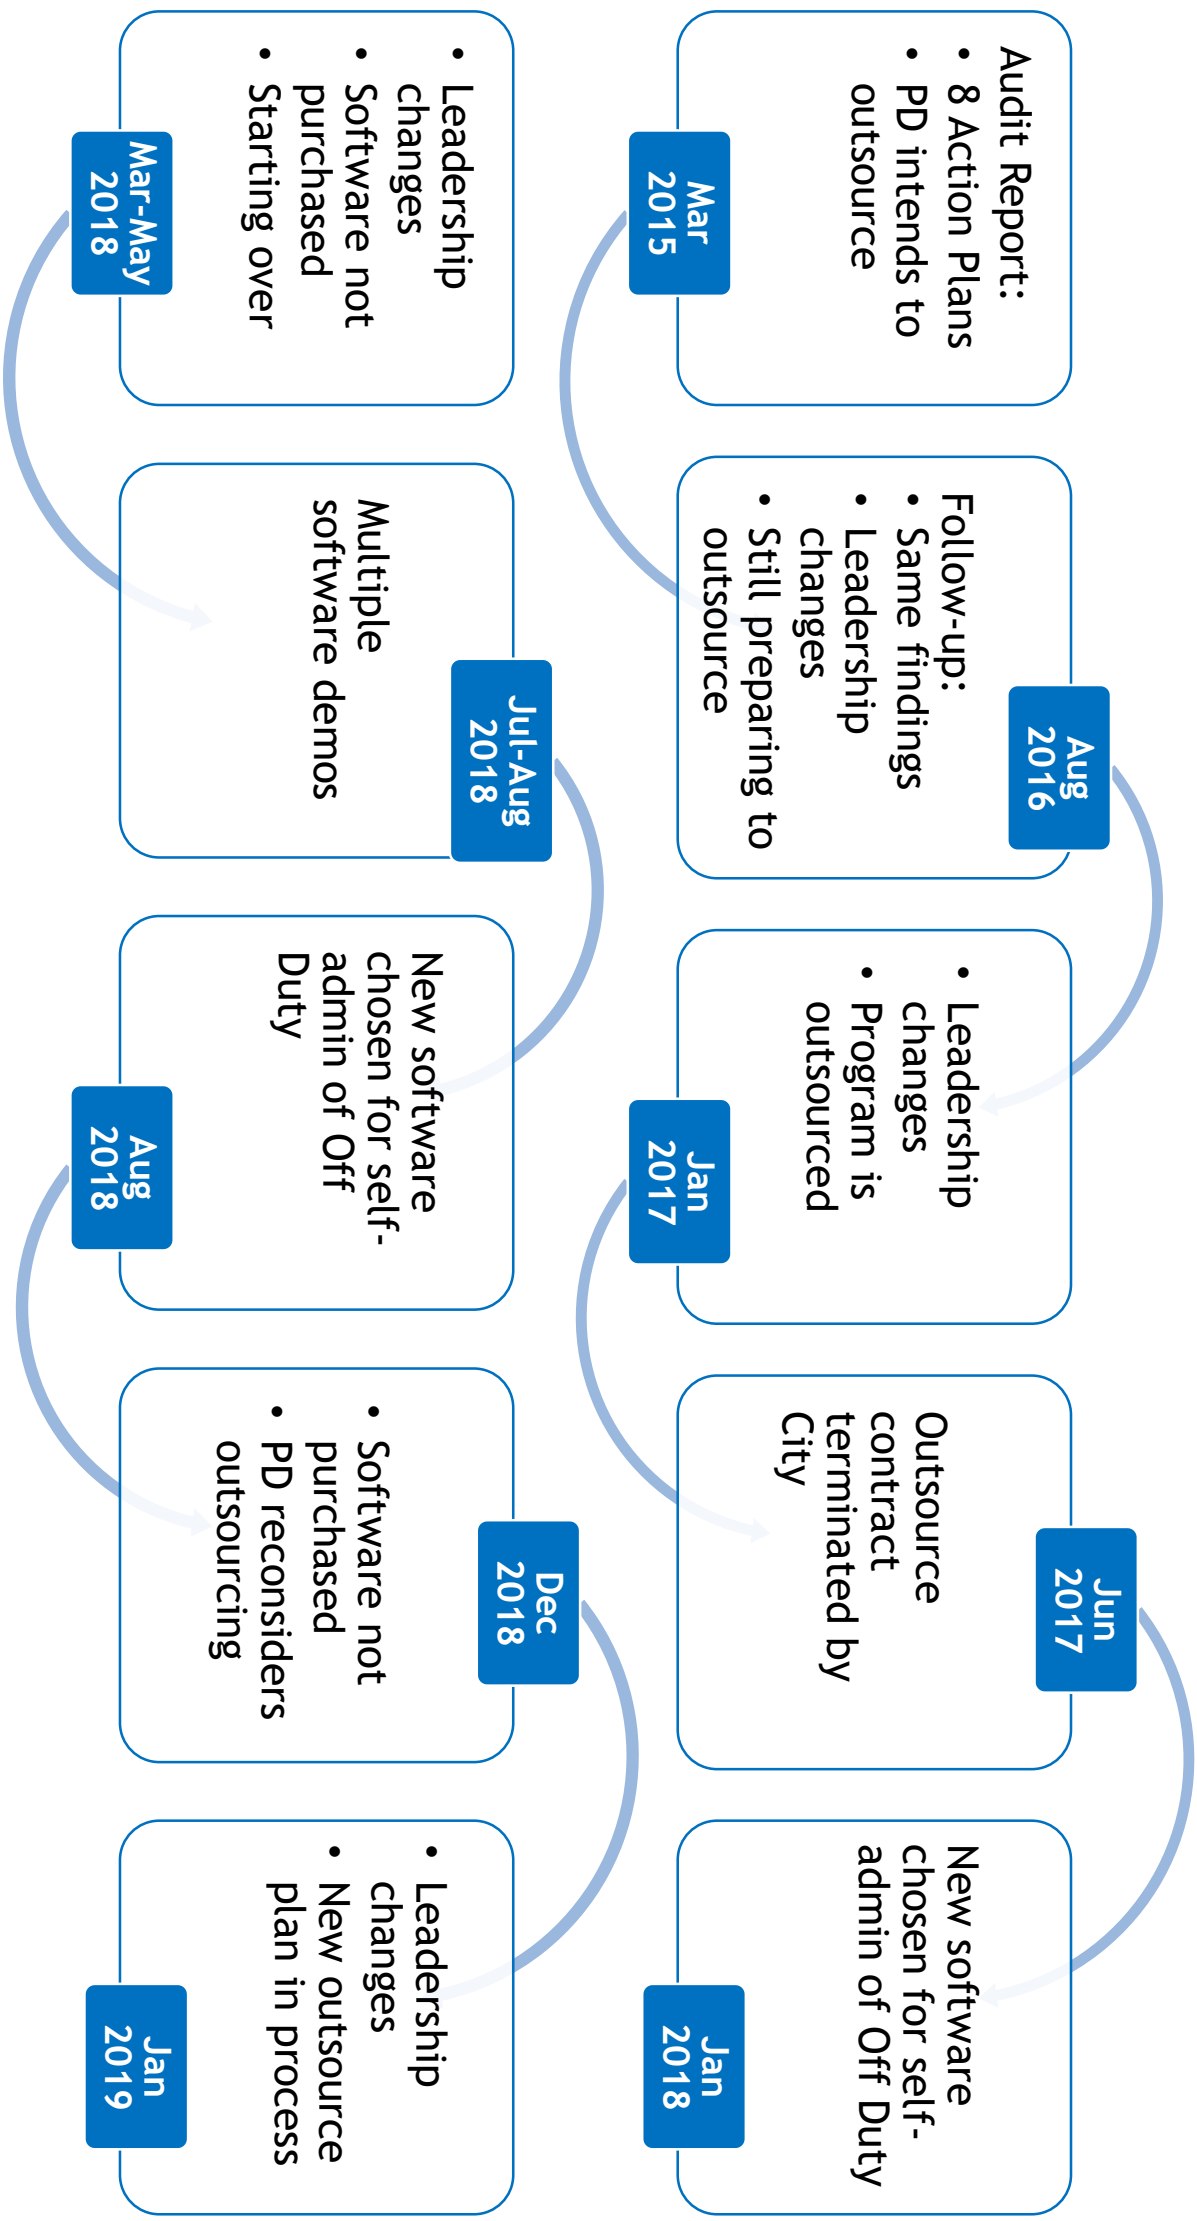 Audit Report:
• 8 Action Plans
• PD intends to
outsource
Mar
2015
Aug
2016
Follow-up:
• Same findings
• Leadership
changes
• Still preparing to
outsource
• Leadership
changes
• Program is
outsourced
Jan
2017
Jun
2017
Outsource
contract
terminated by
City
New software
chosen for self-
admin of Off Duty
Jan
2018
• Leadership
changes
• Software not
purchased
• Starting over
Mar-May
2018
Jul-Aug
2018
Multiple
software demos
New software
chosen for self-
admin of Off
Duty
Aug
2018
Dec
2018
• Software not
purchased
• PD reconsiders
outsourcing
• Leadership
changes
• New outsource
plan in process
Jan
2019